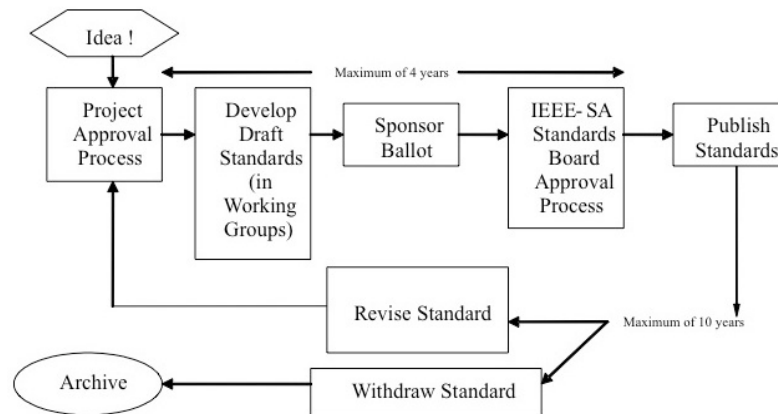 Idea !
Maximum of 4 years
Project
Approval
Process
Develop
Draft
Standards
(in
Working
Groups)
Sponsor
Ballot
IEEE- SA
Standards
Board
Approval
Process
Publish
Standards
Revise Standard
Maximum of 10 years
Archive
Withdraw Standard